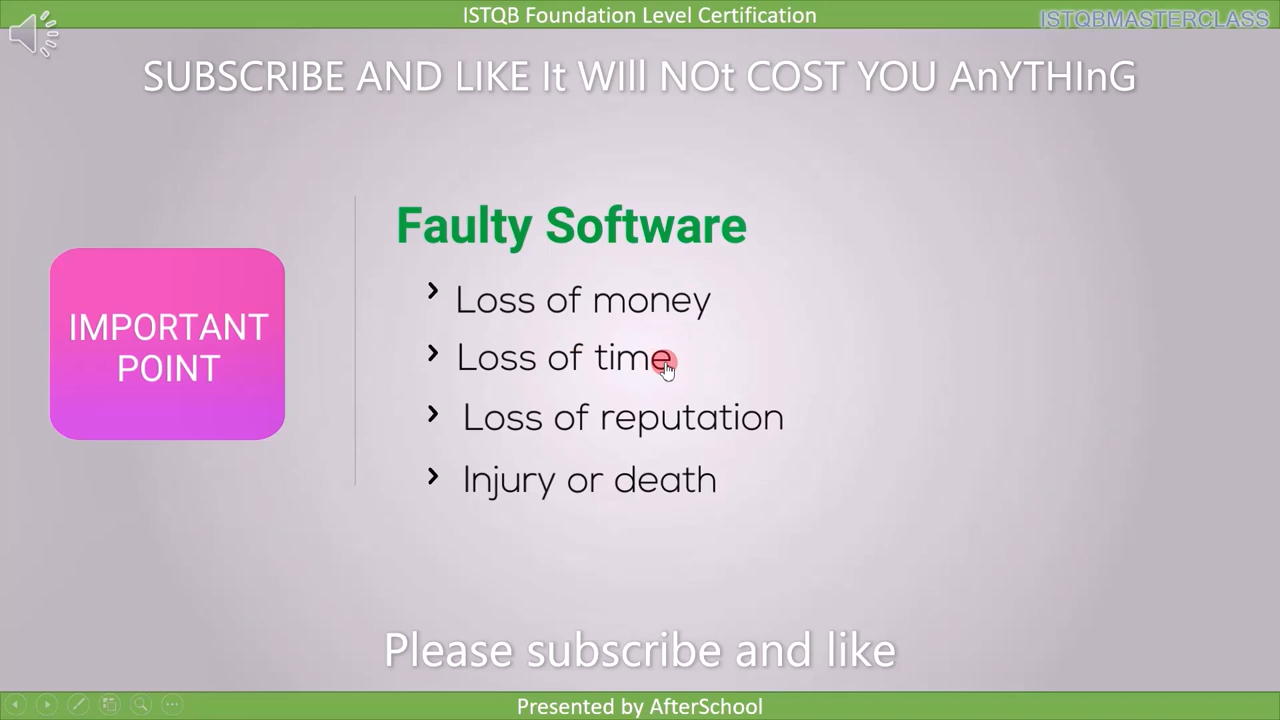 ISTQB Foundation Level Certification
ISTQBMASTERCLASS
SUBSCRIBE AND LIKE It WIll NOt COST YOU AnYTHInG
Faulty Software
IMPORTANT
POINT
Loss of money
Loss of time
Loss of reputation
Injury or death
Please subscribe and like
Presented by AfterSchool